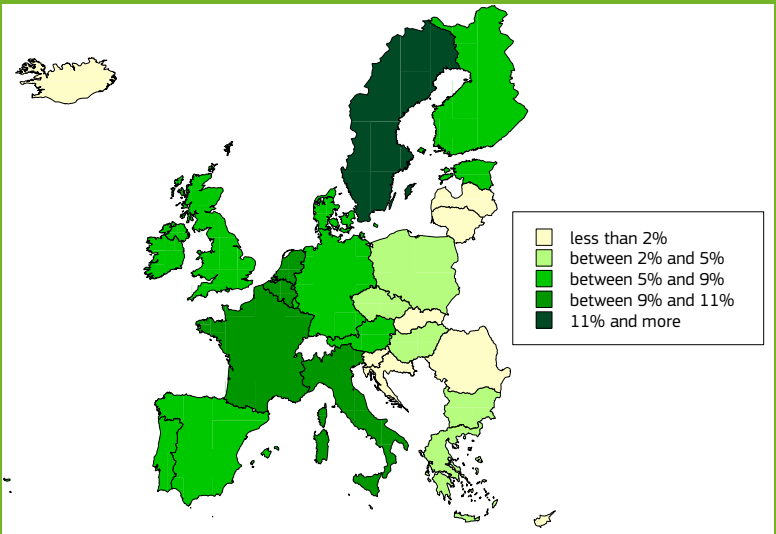 less than 2%
between 2% and 5%
between 5% and 9%
between 9% and 11%
11% and more